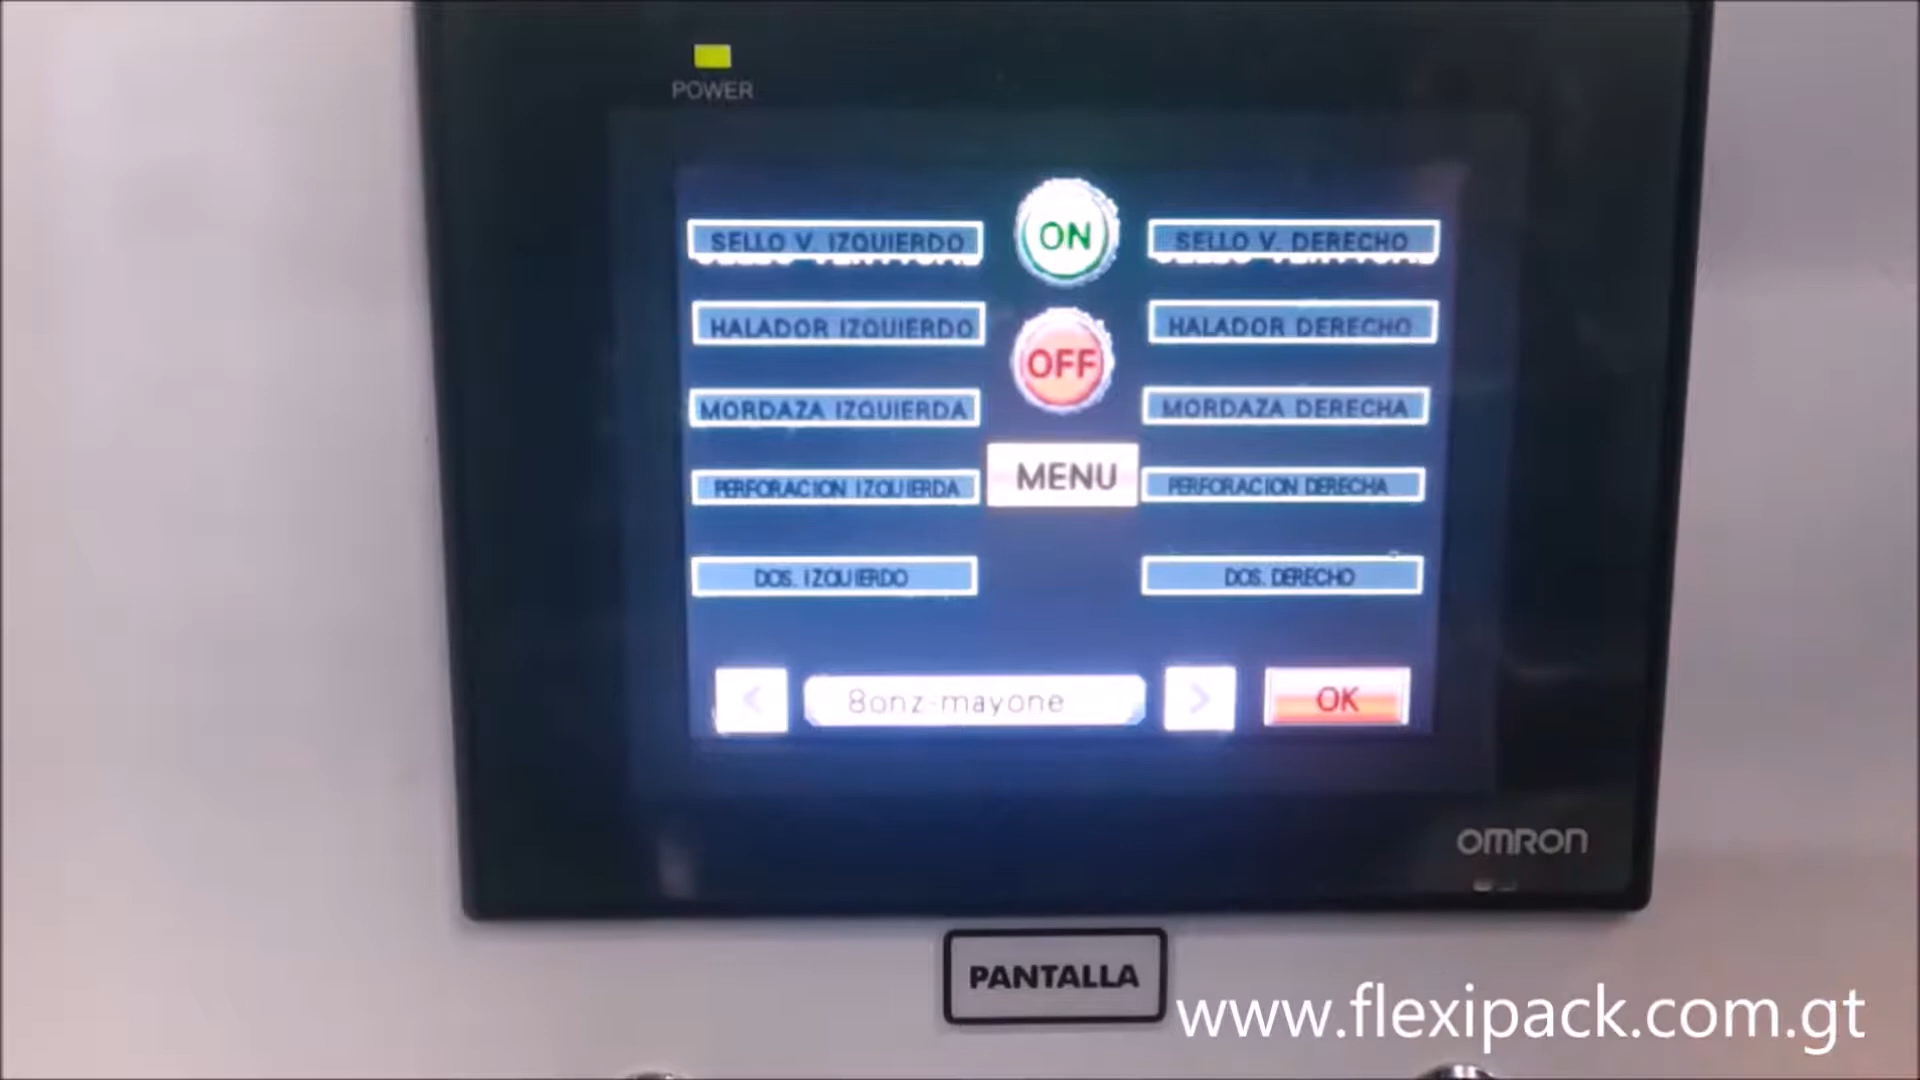 POWER
SELLO V. IZQUIERDO
ON
SELLO V. DERECHO
HALADOR IZQUIERDO
OFF
HALADOR DERECHO
MORDAZA IZQUIERDA
MORDAZA DERECHA
MENU
PERFORACION IZQUIERDA
PERFORACION DERECHA
DOS. IZQUIERDO
DOS. DERECHO
<
8onz-mayone
>
OK
OMRON
PANTALLA
www.flexipack.com.gt